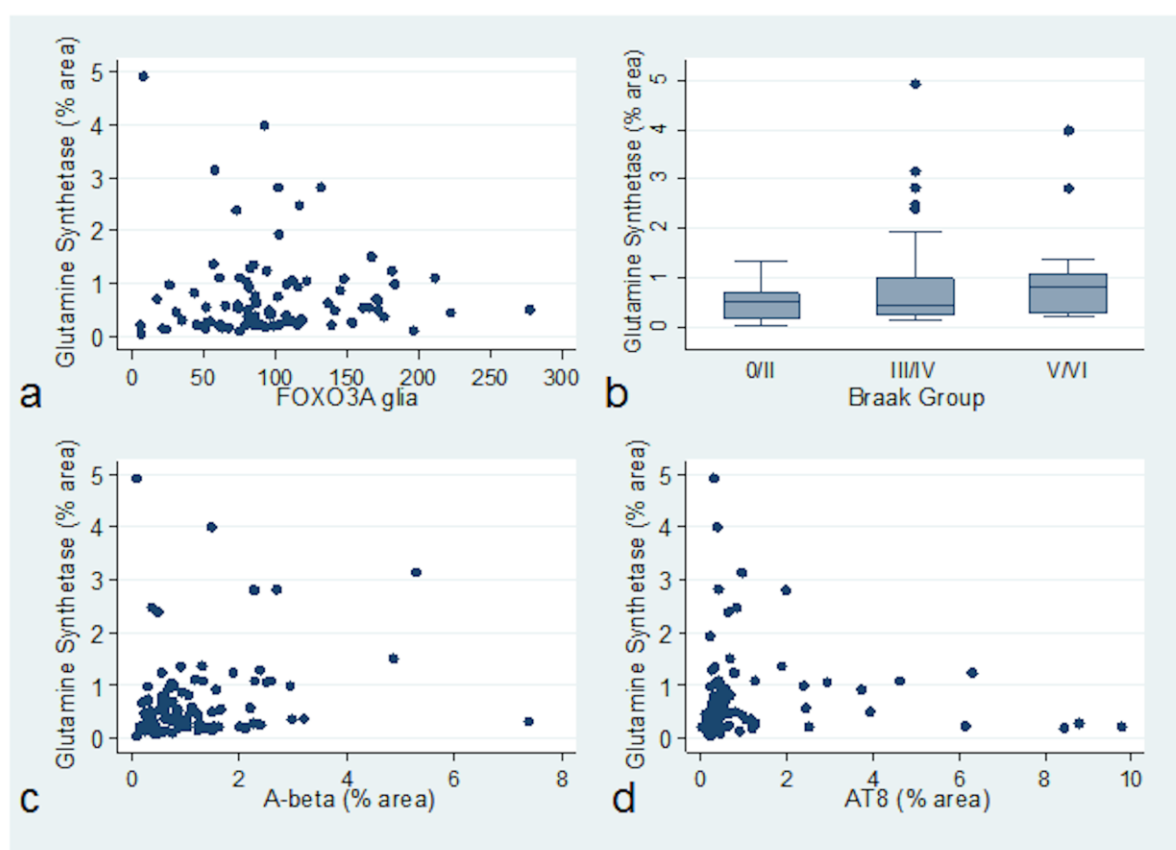 Glutamine Synthetase (% area)
5
4
3
2
1
0
0 50 100 150 200 250 300
FOXO3A glia
a
Glutamine Synthetase (% area)
5
4
3
2
1
0
0/II III/IV V/VI
Braak Group
b
Glutamine Synthetase (% area)
5
4
3
2
1
0
0 2 4 6 8
A-beta (% area)
c
Glutamine Synthetase (% area)
5
4
3
2
1
0
0 2 4 6 8 10
AT8 (% area)
d